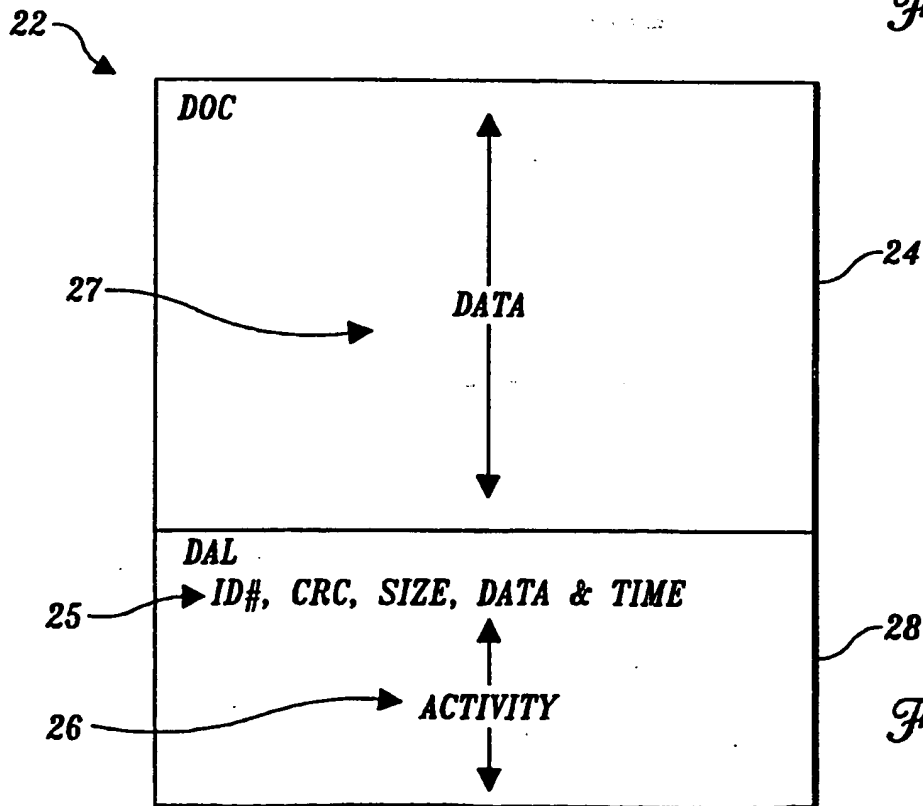 22
DOC
24
27
DATA
DAL
25
ID#, CRC, SIZE, DATA & TIME
28
26
ACTIVITY